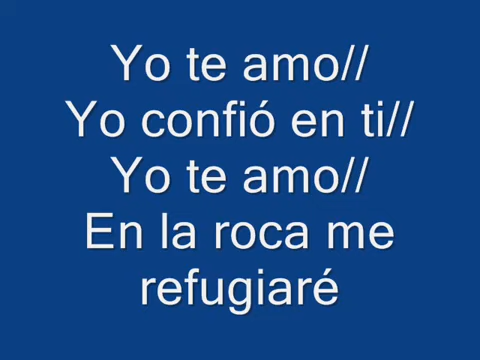 Yo te amo//
Yo confió en ti//
Yo te amo//
En la roca me
refugiaré